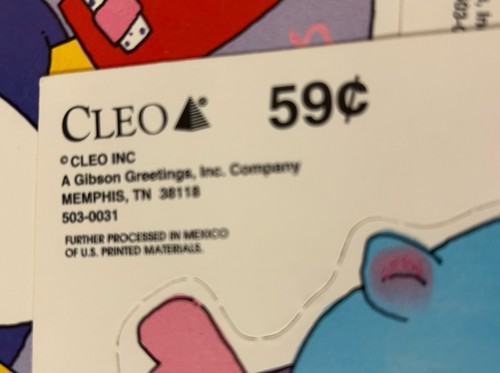 CLEO 59¢
© CLEO INC
A Gibson Greetings, Inc. Company
MEMPHIS, TN 38118
503-0031
FURTHER PROCESSED IN MEXICO
OF U.S. PRINTED MATERIALS.